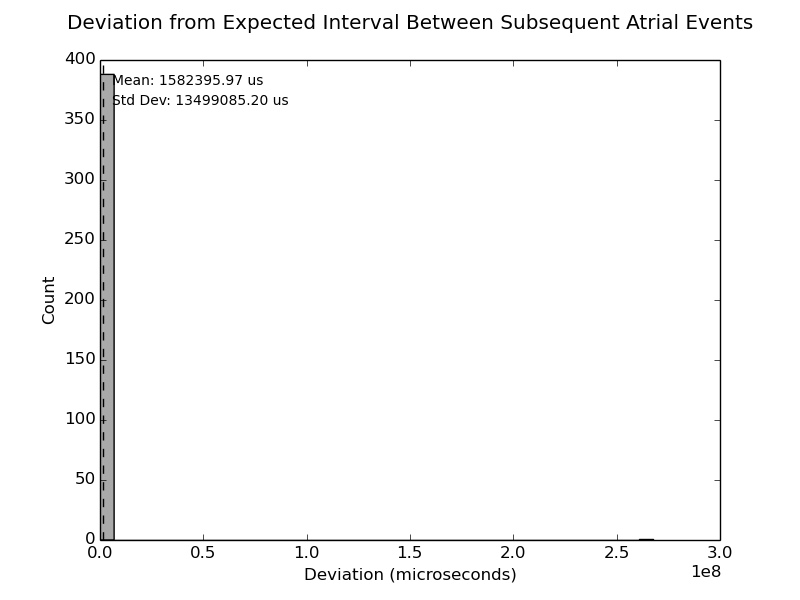 Deviation from Expected Interval Between Subsequent Atrial Events
400
Mean: 1582395.97 us
Std Dev: 13499085.20 us
350
300
250
200
150
100
50
0
Count
0.0 0.5 1.0 1.5 2.0 2.5 3.0
1e8
Deviation (microseconds)